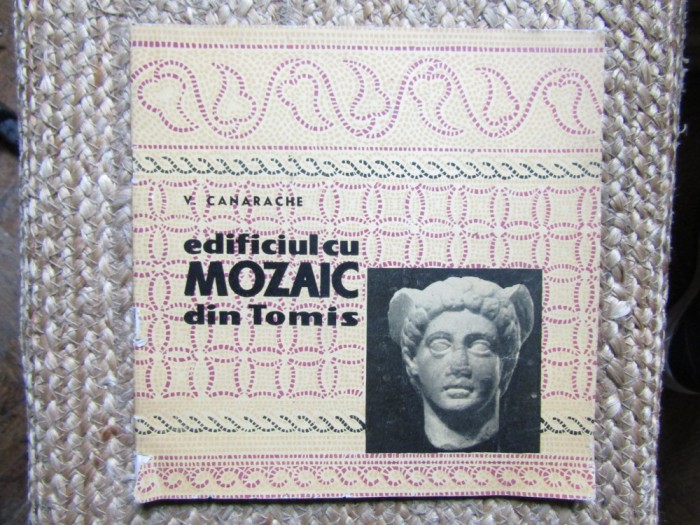 V. CANARACHE
edificiul cu
MOZAIC
din Tomis